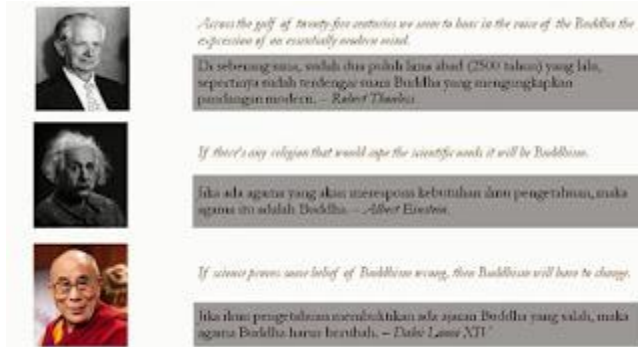 Across the gulf of twenty-five centuries we seem to hear in the voice of the Buddha the
expression of an essentially modern mind.
Di seberang sana, sudah dua puluh lima abad (2500 tahun) yang lalu,
sepertinya sudah terdengar suara Buddha yang mengungkapkan
pandangan modern. – Robert Thouless
If there's any religion that would cope the scientific needs it will be Buddhism.
Jika ada agama yang akan merespons kebutuhan ilmu pengetahuan, maka
agama itu adalah Buddha. – Albert Einstein.
If science proves some belief of Buddhism wrong, then Buddhism will have to change.
Jika ilmu pengetahuan membuktikan ada ajaran Buddha yang salah, maka
agama Buddha harus berubah. – Dalai Lama XIV